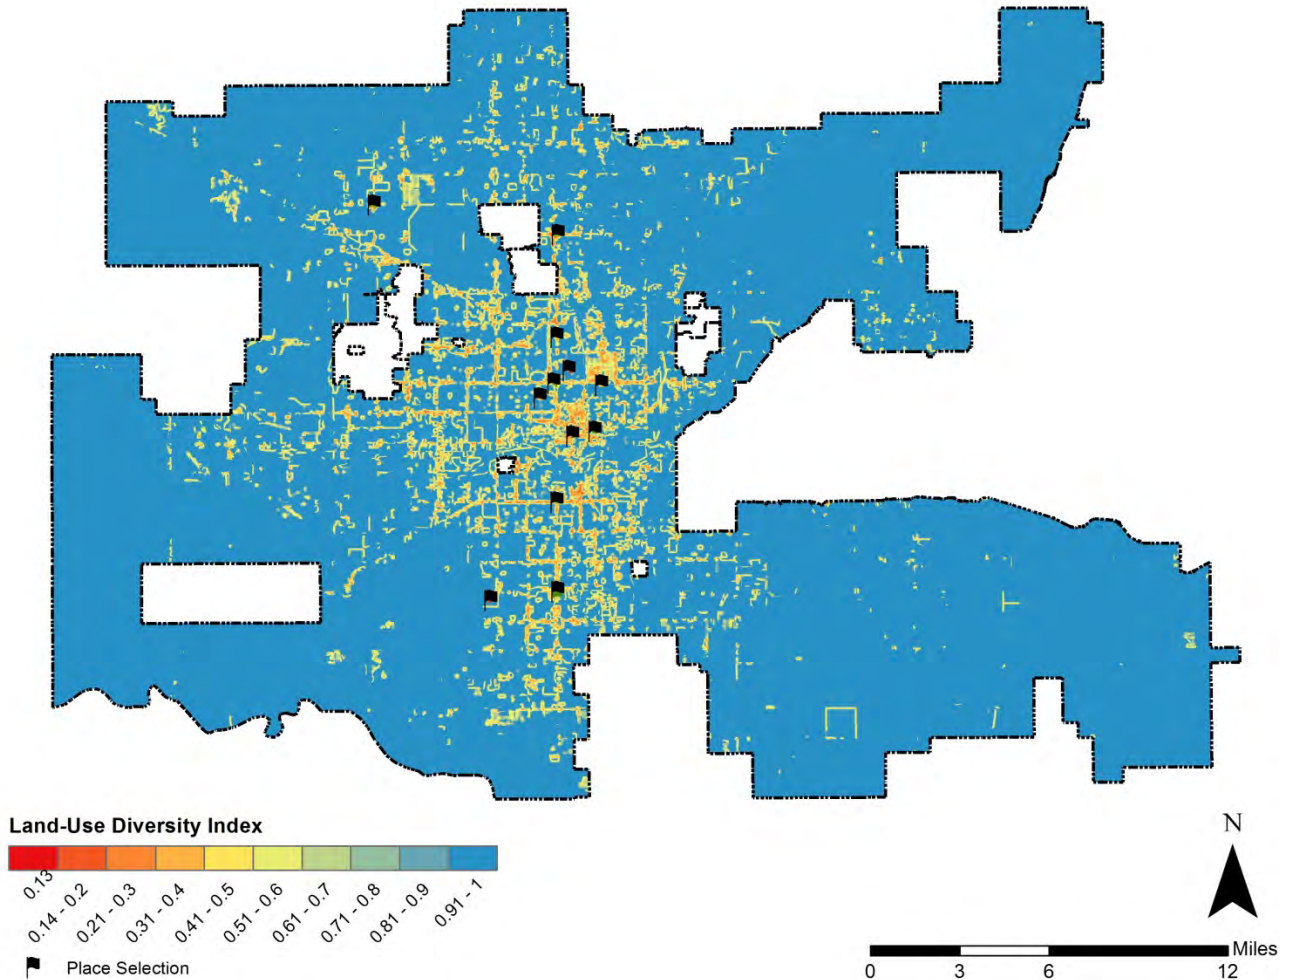 Land-Use Diversity Index
0.13
0.14 - 0.2
0.21 - 0.3
0.31 - 0.4
0.41 - 0.5
0.51 - 0.6
0.61 - 0.7
0.71 - 0.8
0.81 - 0.9
0.91 - 1
Place Selection
N
Miles
0 3 6 12